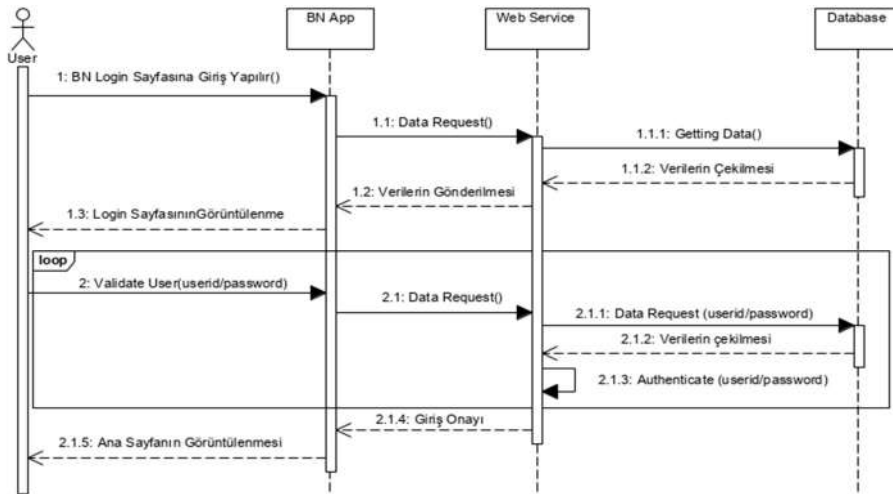 BN App
Web Service
Database
User
1: BN Login Sayfasına Giriş Yapılır()
1.1: Data Request()
1.1.1: Getting Data()
1.1.2: Verilerin Çekilmesi
1.2: Verilerin Gönderilmesi
1.3: Login SayfasınınGörüntülenme
loop
2: Validate User(userid/password)
2.1: Data Request()
2.1.1: Data Request (userid/password)
2.1.2: Verilerin çekilmesi
2.1.3: Authenticate (userid/password)
2.1.4: Giriş Onayı
2.1.5: Ana Sayfanın Görüntülenmesi